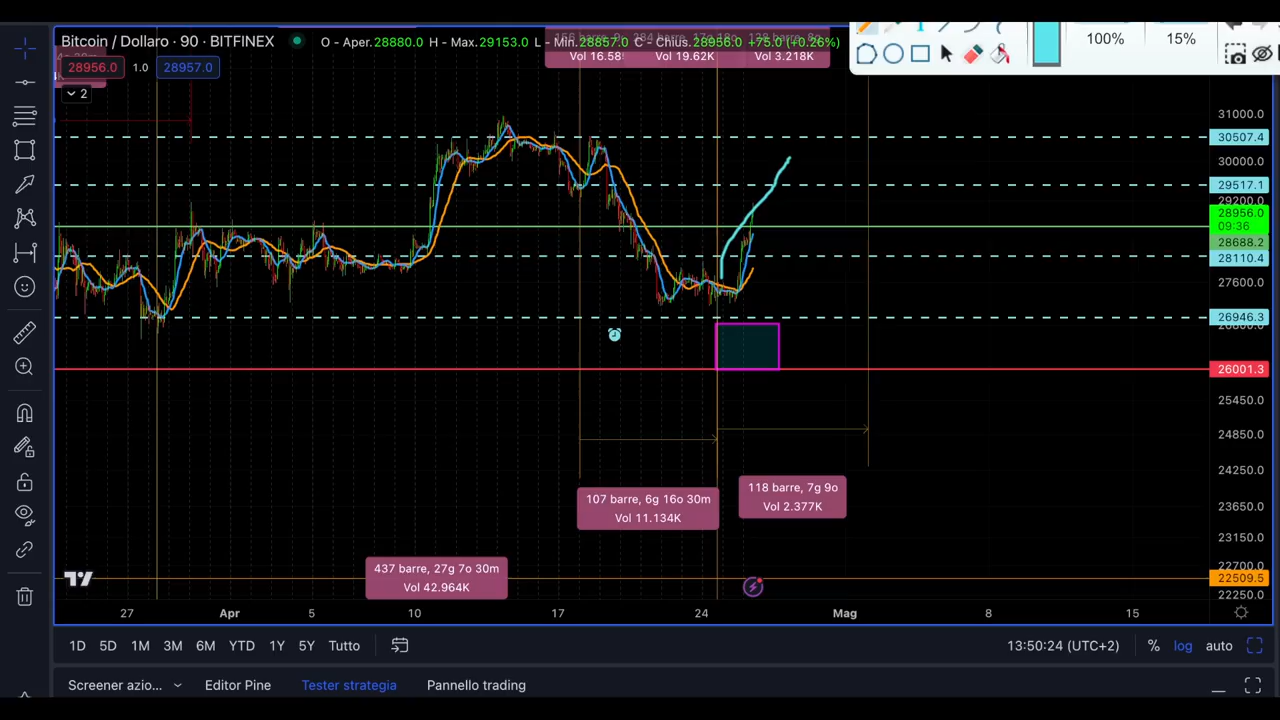 Bitcoin / Dollaro · 90 · BITFINEX
O - Aper.28880.0 H - Max.29153.0 L - Min.28857.0 C - Chius.28956.0 +75.0 (+0.26%)
28956.0 1.0 28957.0
2
Vol 19.62K
Vol 3.218K
100%
15%
31000.0
30507.4
30000.0
29517.1
29200.0
28956.0
09:36
28688.2
28110.4
27600.0
26946.3
26001.3
25450.0
24850.0
24250.0
23650.0
23150.0
22700.0
22509.5
22250.0
118 barre, 7g 9o
Vol 2.377K
107 barre, 6g 16o 30m
Vol 11.134K
437 barre, 27g 7o 30m
Vol 42.964K
27 Apr 5 10 17 24 Mag 8 15
1D 5D 1M 3M 6M YTD 1Y 5Y Tutto
13:50:24 (UTC+2) % log auto
Screener azio... Editor Pine Tester strategia Pannello trading